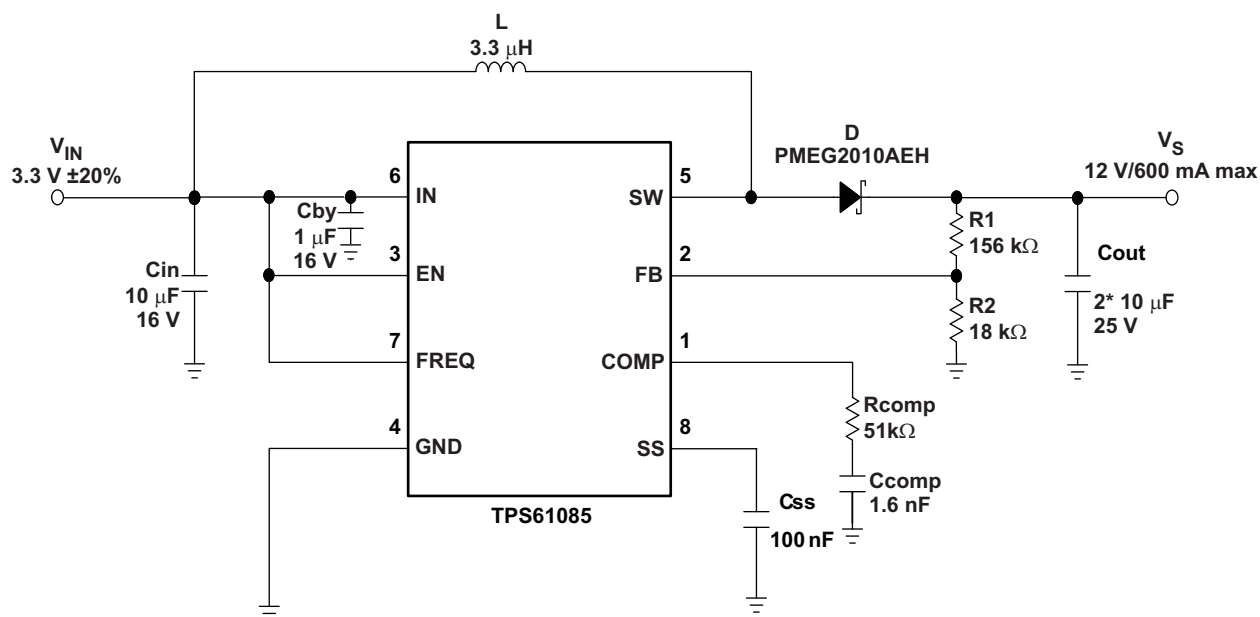 L
3.3 μH
VIN
3.3 V ±20%
D
PMEG2010AEH
VS
12 V/600 mA max
6
IN
SW
5
Cby
1 μF
16 V
R1
156 kΩ
Cin
10 μF
16 V
3
EN
FB
2
Cout
2* 10 μF
25 V
R2
18 kΩ
7
FREQ
COMP
1
Rcomp
51kΩ
4
GND
SS
8
Ccomp
1.6 nF
Css
100 nF
TPS61085